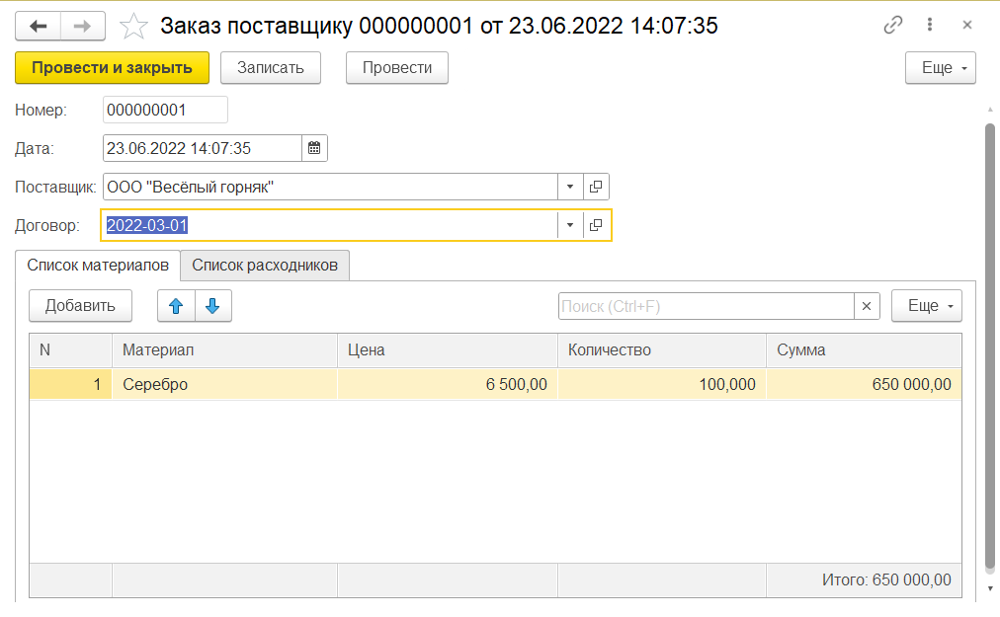 Заказ поставщику 000000001 от 23.06.2022 14:07:35
Провести и закрыть Записать Провести Еще
Номер: 000000001
Дата: 23.06.2022 14:07:35
Поставщик: ООО "Весёлый горняк"
Договор: 2022-03-01
Список материалов Список расходников
Добавить Поиск (Ctrl+F) Еще
N Материал Цена Количество Сумма
1 Серебро 6 500,00 100,000 650 000,00
Итого: 650 000,00